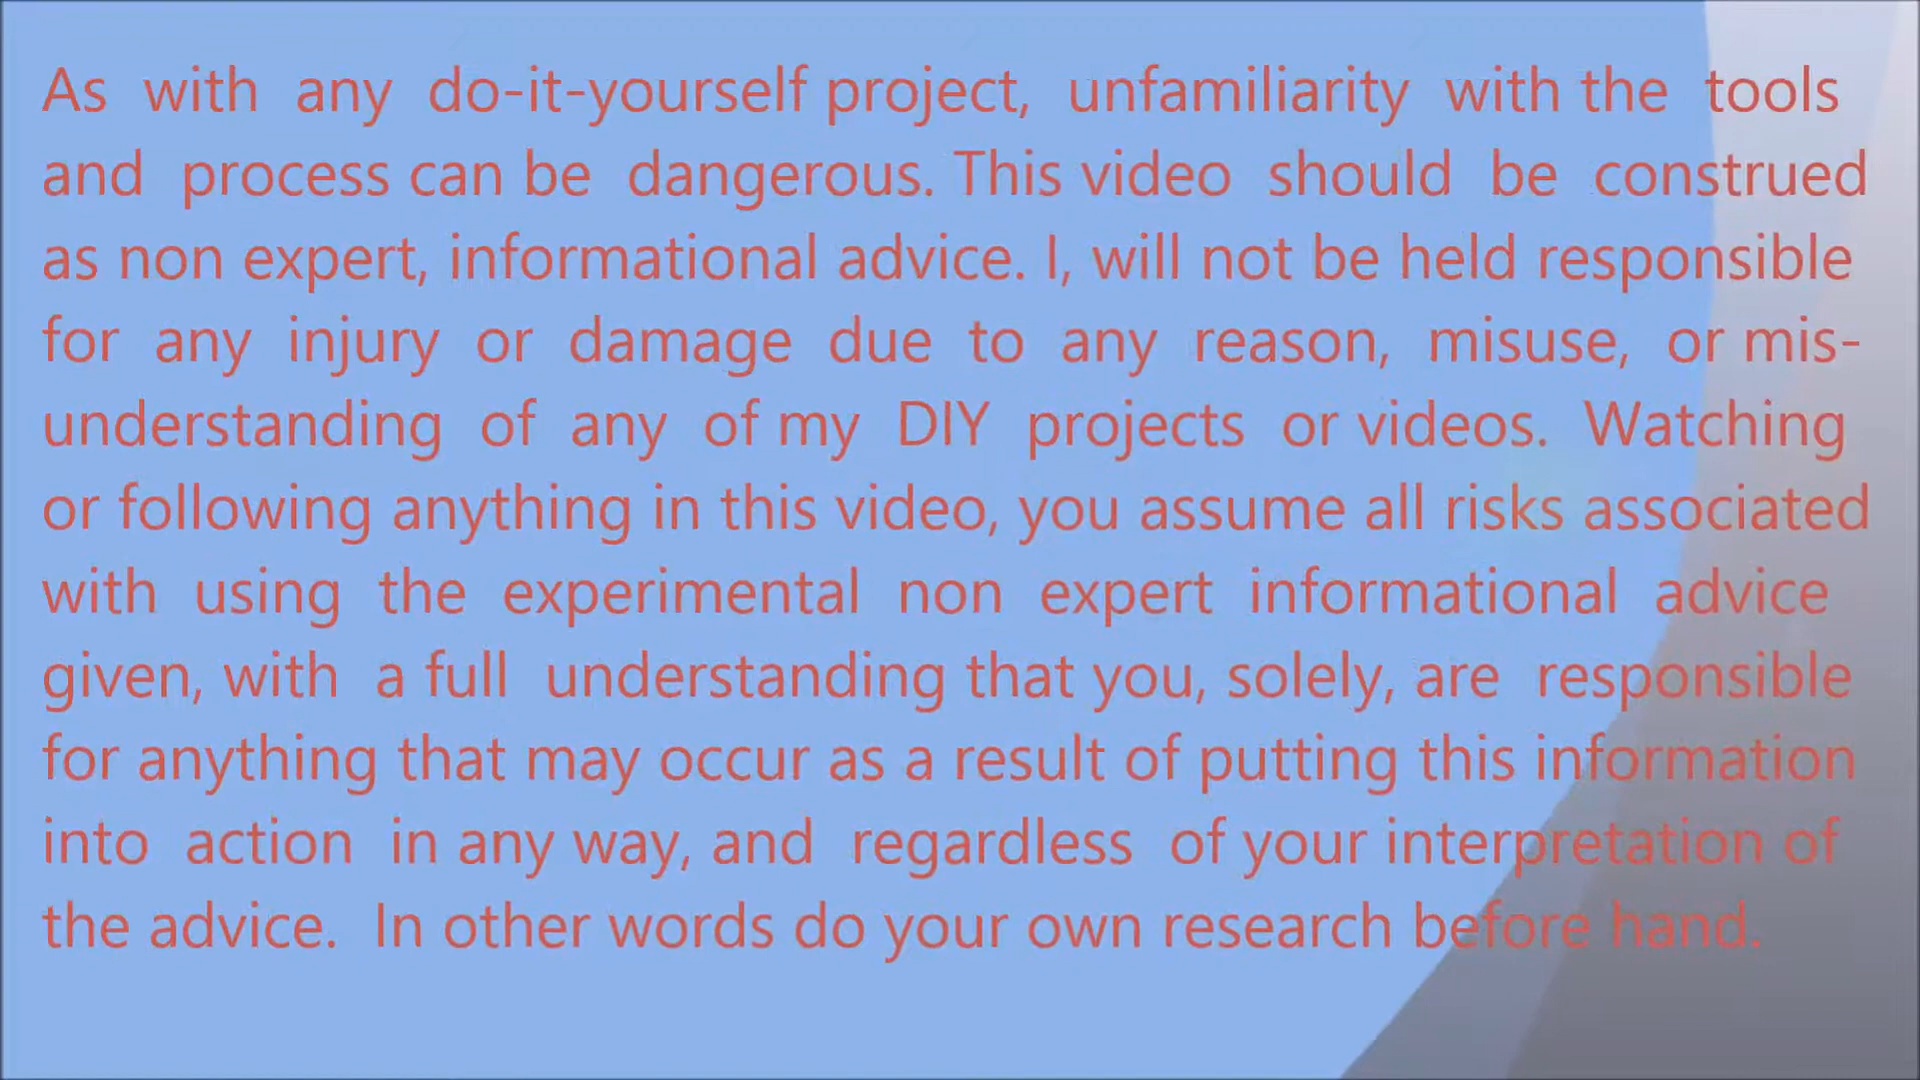 As with any do-it-yourself project, unfamiliarity with the tools
and process can be dangerous. This video should be construed
as non expert, informational advice. I, will not be held responsible
for any injury or damage due to any reason, misuse, or mis-
understanding of any of my DIY projects or videos. Watching
or following anything in this video, you assume all risks associated
with using the experimental non expert informational advice
given, with a full understanding that you, solely, are responsible
for anything that may occur as a result of putting this information
into action in any way, and regardless of your interpretation of
the advice. In other words do your own research before hand.